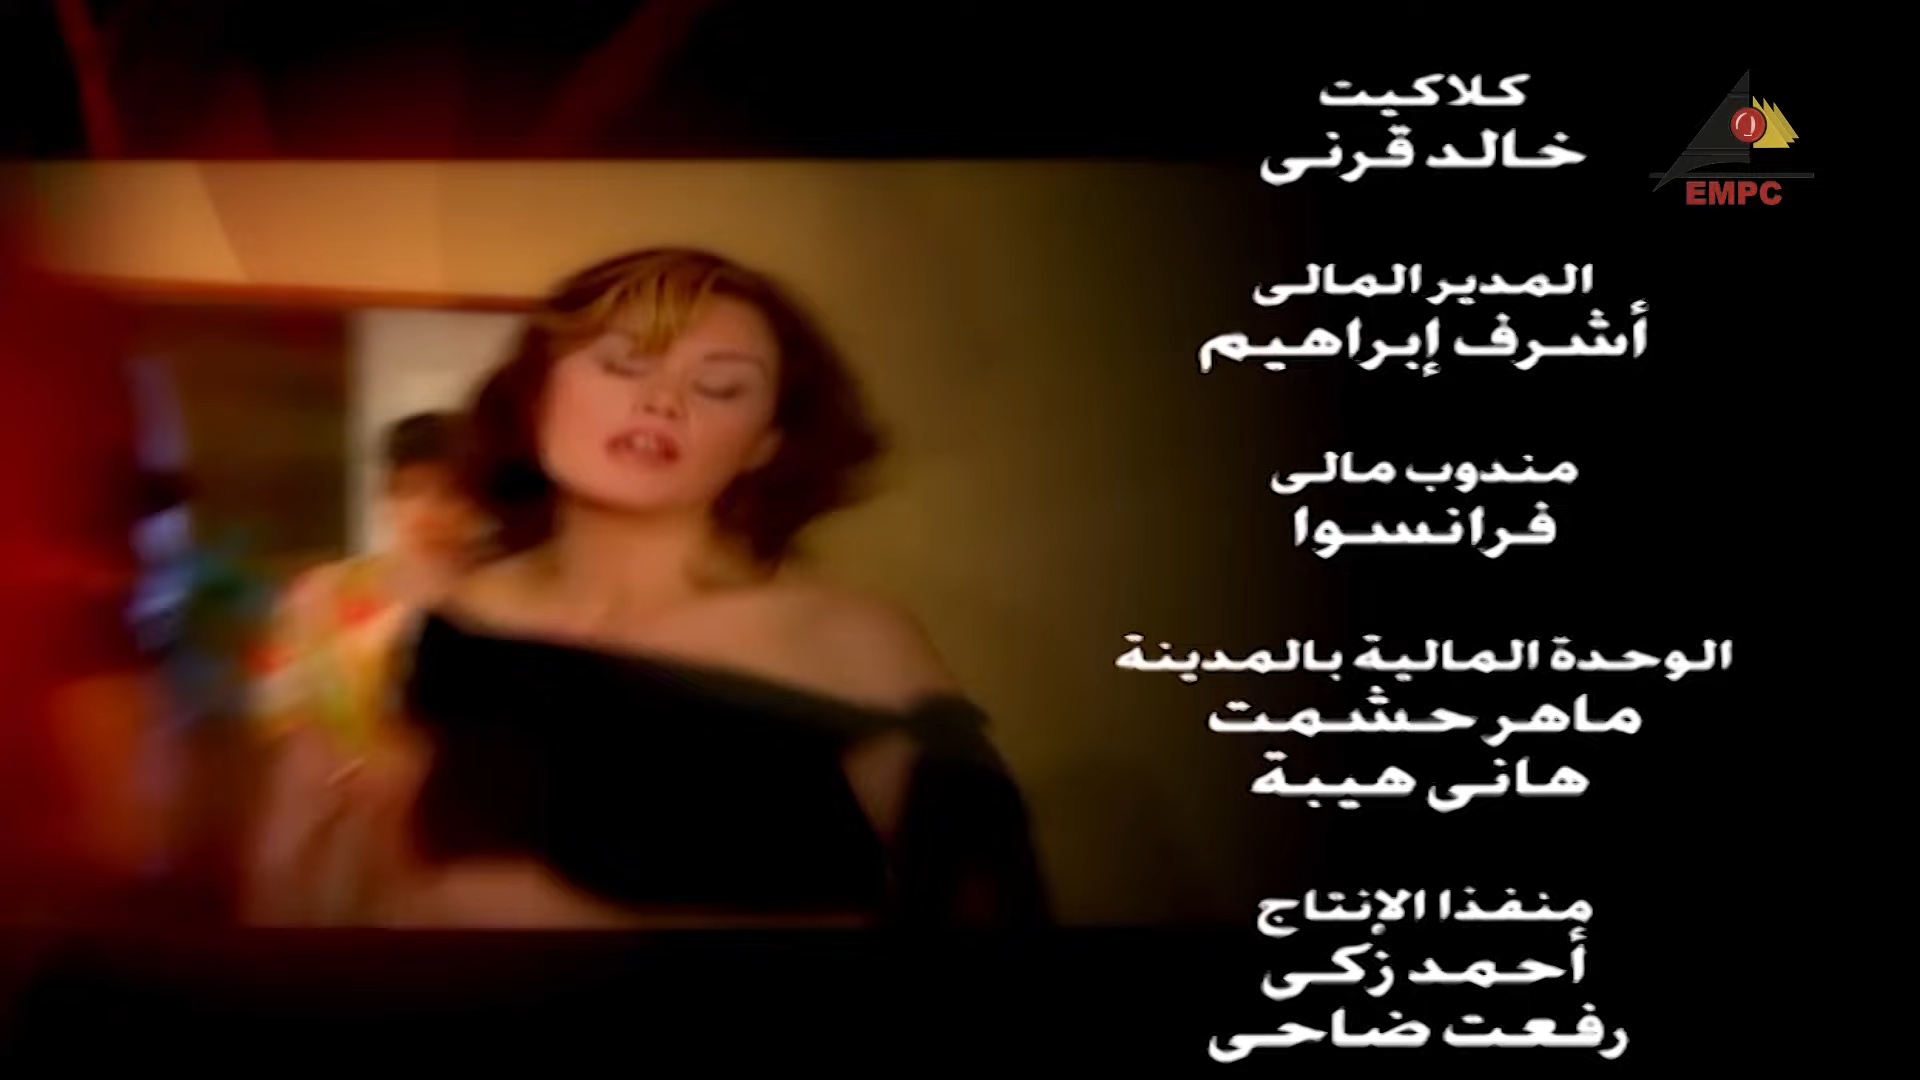 كلاكيت
خالد قرنى
EMPC
المدير المالى
أشرف إبراهيم
مندوب مالى
فرانسوا
الوحدة المالية بالمدينة
ماهر حشمت
هانى هيبة
منفذا الإنتاج
أحمد زكى
رفعت ضاحى